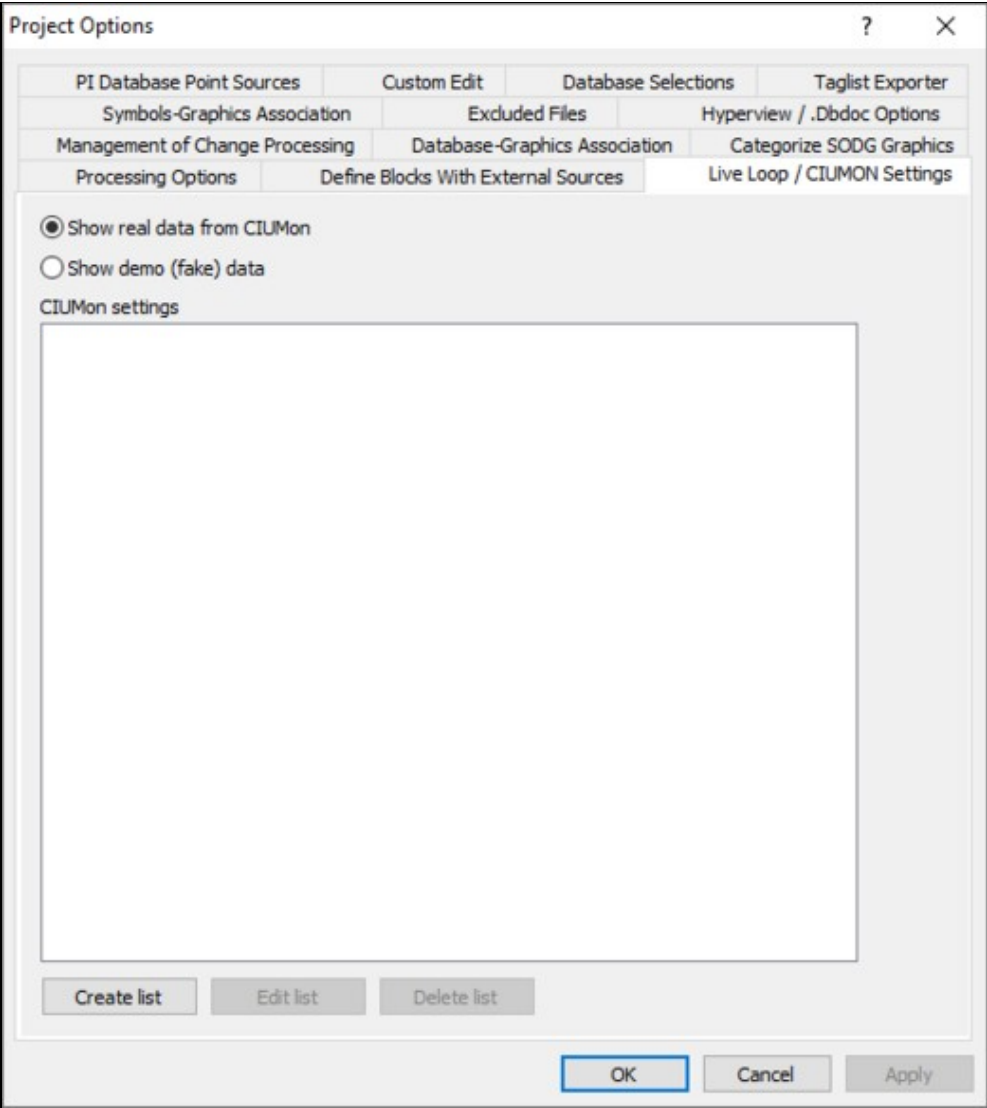 Project Options ? ×
PI Database Point Sources Custom Edit Database Selections Taglist Exporter
Symbols-Graphics Association Excluded Files Hyperview / .Dbdoc Options
Management of Change Processing Database-Graphics Association Categorize SODG Graphics
Processing Options Define Blocks With External Sources Live Loop / CIUMON Settings
Show real data from CIUMon
Show demo (fake) data
CIUMon settings
Create list Edit list Delete list
OK Cancel Apply